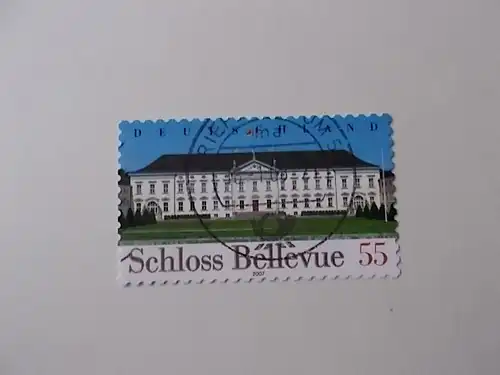 DEUTSCHLAND
Schloss Bellevue 55
2007